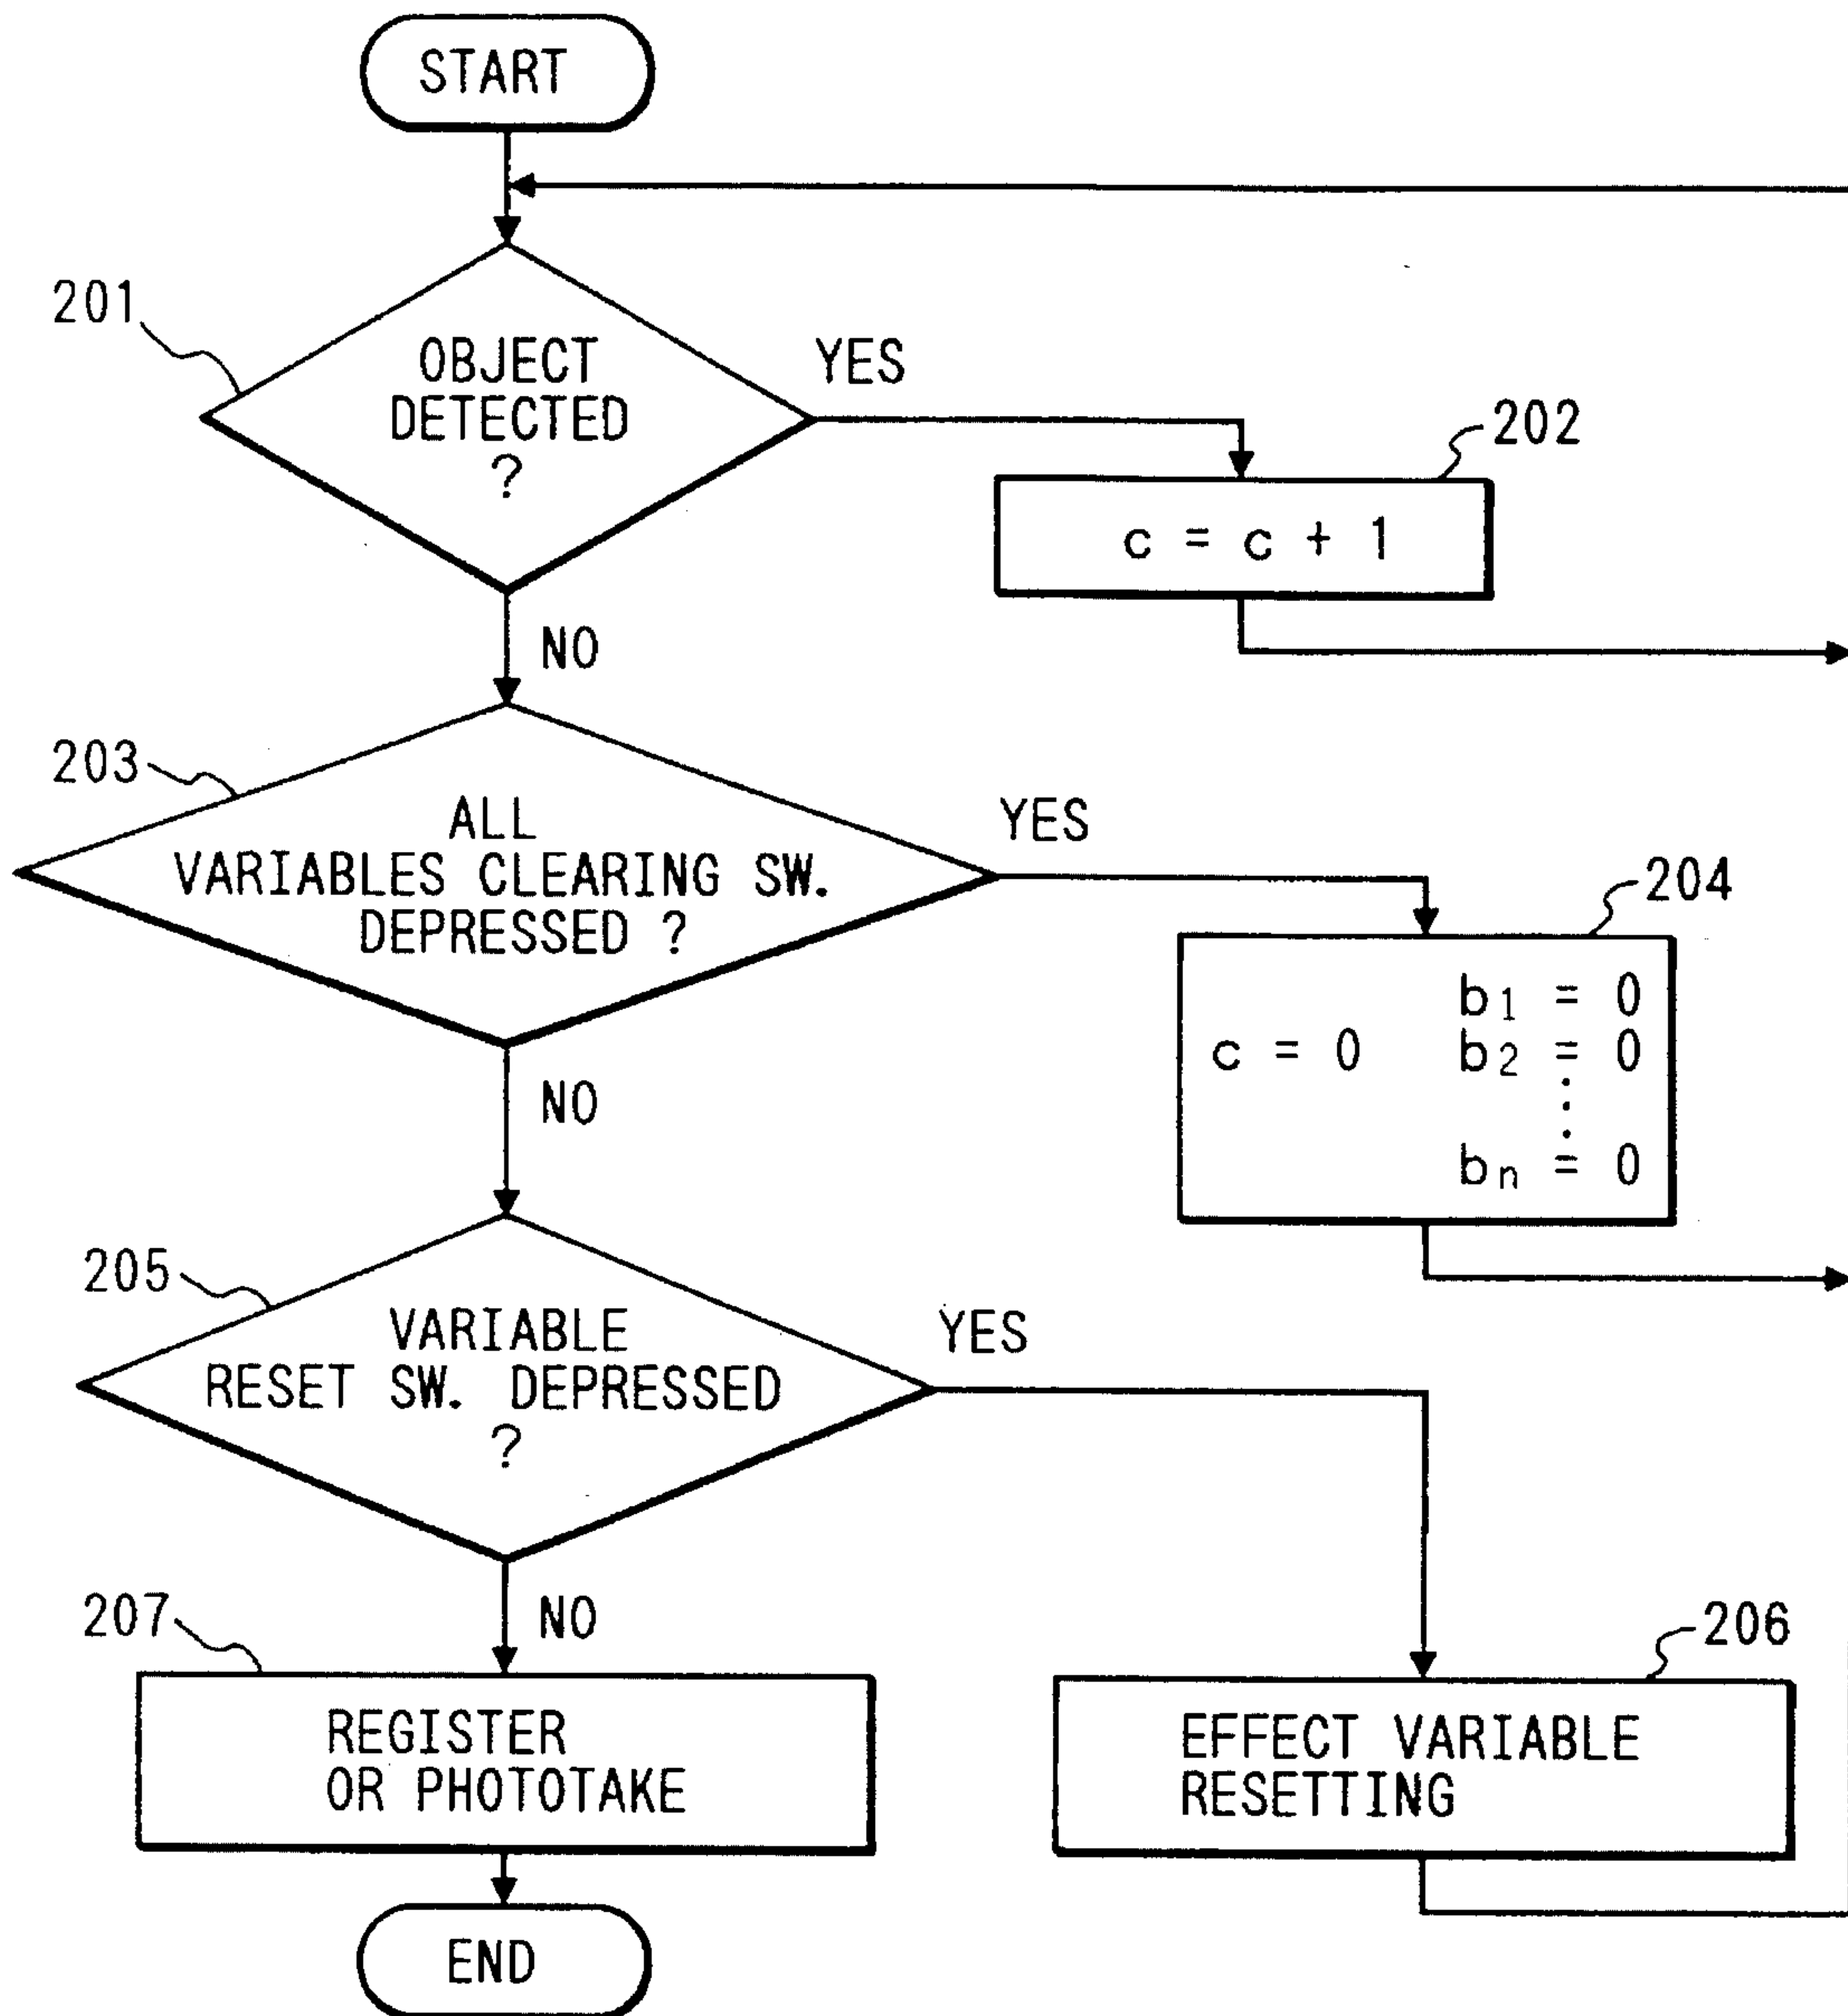 START
201
OBJECT
DETECTED
?
YES
202
c = c + 1
NO
203
ALL
VARIABLES CLEARING SW.
DEPRESSED ?
YES
204
b1 = 0
c = 0 b2 = 0
bn = 0
NO
205
VARIABLE
RESET SW. DEPRESSED
?
YES
NO
207
REGISTER
OR PHOTOTAKE
206
EFFECT VARIABLE
RESETTING
END